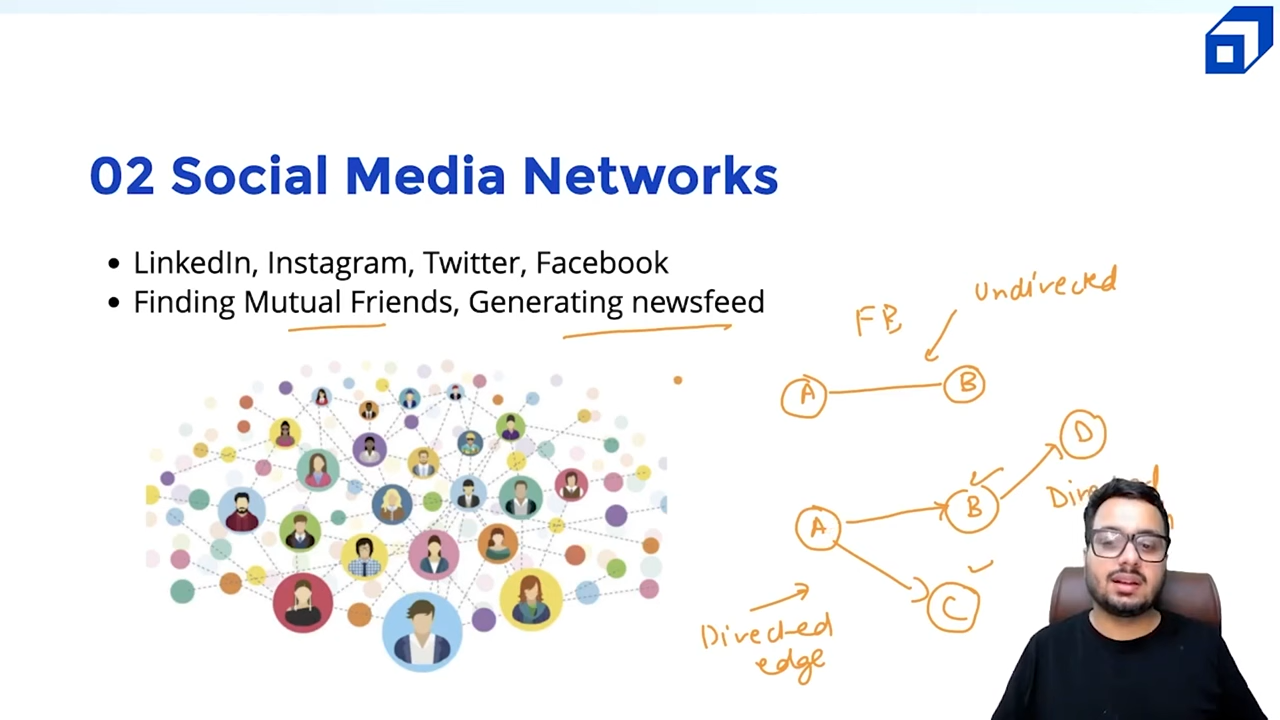 02 Social Media Networks
LinkedIn, Instagram, Twitter, Facebook
Finding Mutual Friends, Generating newsfeed
Undirected
FB
A
B
D
A
B
C
Directed
edge